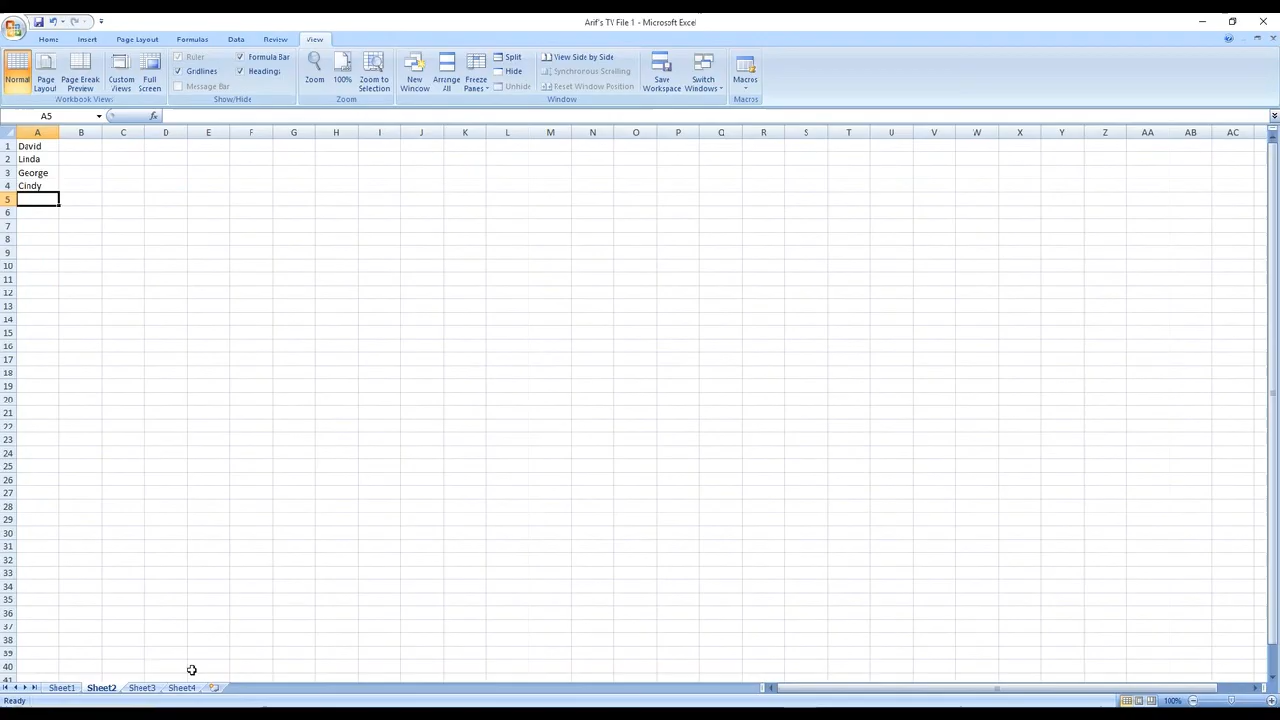 Arif's TV File 1 - Microsoft Excel
Home Insert Page Layout Formulas Data Review View
Normal
Page Layout
Page Break Preview
Custom Views
Full Screen
Workbook Views
Ruler
Gridlines
Message Bar
Formula Bar
Headings
Show/Hide
Zoom
100%
Zoom to Selection
Zoom
New Window
Arrange All
Freeze Panes
Split
Hide
Unhide
View Side by Side
Synchronous Scrolling
Reset Window Position
Save Workspace
Switch Windows
Window
Macros
Macros
A5 fx
A B C D E F G H I J K L M N O P Q R S T U V W X Y Z AA AB AC
1 David
2 Linda
3 George
4 Cindy
5
6
7
8
9
10
11
12
13
14
15
16
17
18
19
20
21
22
23
24
25
26
27
28
29
30
31
32
33
34
35
36
37
38
39
40
41
Sheet1 Sheet2 Sheet3 Sheet4
Ready 100%